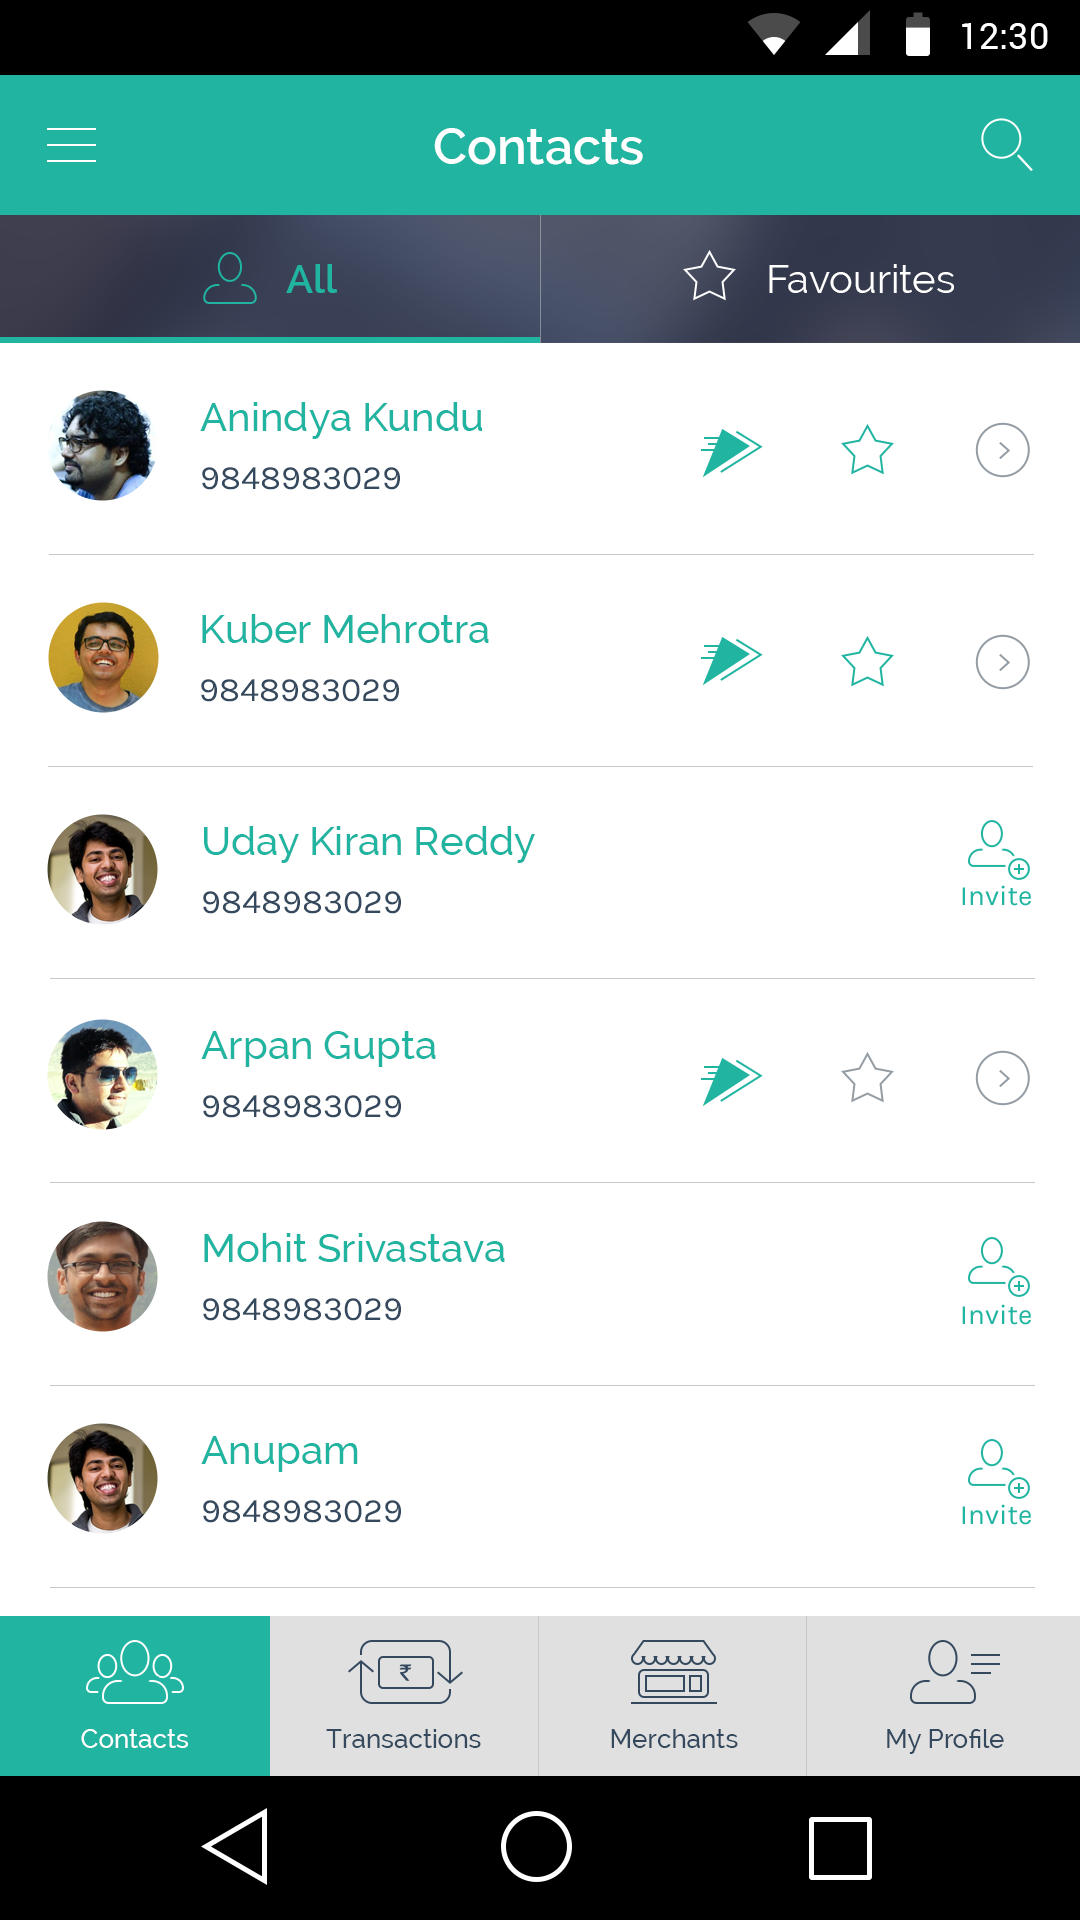 12:30
Contacts
All
Favourites
Anindya Kundu
9848983029
Kuber Mehrotra
9848983029
Uday Kiran Reddy
9848983029
Invite
Arpan Gupta
9848983029
Mohit Srivastava
9848983029
Invite
Anupam
9848983029
Invite
₹
Contacts
Transactions
Merchants
My Profile